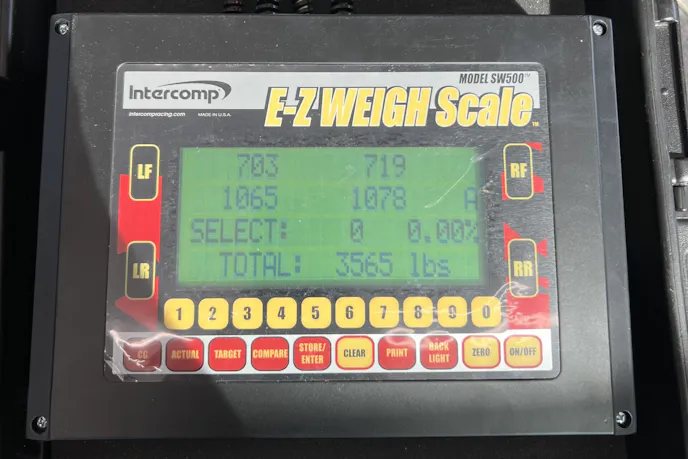 Intercomp
intercompracing.com MADE IN U.S.A.
MODEL SW500™
E-Z WEIGH Scale™
LF
RF
LR
RR
703 719
1065 1078 A
SELECT: 0 0.00%
TOTAL: 3565 lbs
1 2 3 4 5 6 7 8 9 0
CG ACTUAL TARGET COMPARE STORE/ENTER CLEAR PRINT BACK LIGHT ZERO ON/OFF